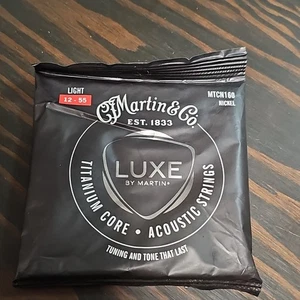 LIGHT
12 - 55
MTCN160
NICKEL
C.F. Martin & Co.
EST. 1833
LUXE
BY MARTIN
TITANIUM CORE • ACOUSTIC STRINGS
TUNING AND TONE THAT LAST